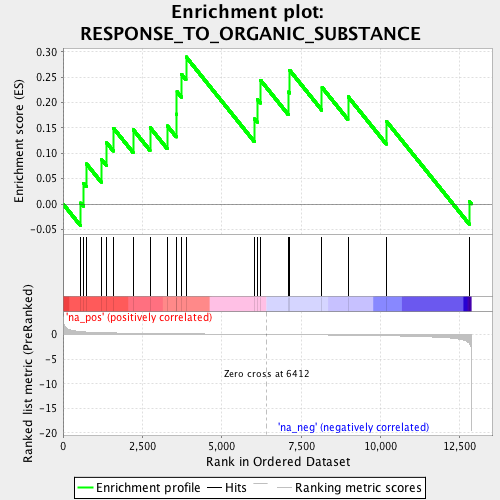 Enrichment plot:
RESPONSE_TO_ORGANIC_SUBSTANCE
Enrichment score (ES)
0.30
0.25
0.20
0.15
0.10
0.05
0.00
-0.05
'na_pos' (positively correlated)
Ranked list metric (PreRanked)
0
-5
-10
-15
-20
Zero cross at 6412
'na_neg' (negatively correlated)
0
2,500
5,000
7,500
10,000
12,500
Rank in Ordered Dataset
Enrichment profile
Hits
Ranking metric scores